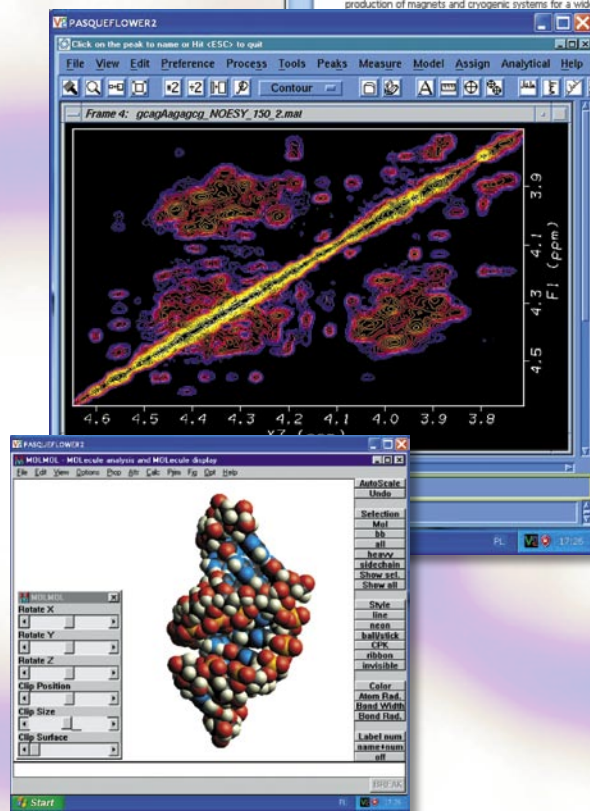 production of magnets and cryogenic systems for a wide
PASQUEFLOWER2
Click on the peak to name or Hit <ESC> to quit
File View Edit Preference Process Tools Peaks Measure Model Assign Analytical Help
Contour
Frame 4: gcagAagagcg_NOESY_150_2.mat
3.9
4.1
4.3
4.5
F1 (ppm)
4.6 4.5 4.4 4.3 4.2 4.1 4.0 3.9 3.8
PL 17:26
PASQUEFLOWER2
MOLMOL - MOLecule analysis and MOLecule display
File Edit View Options Prop Attr Calc Prim Fig Opt Help
AutoScale
Undo
Selection
Mol
bb
all
heavy
sidechain
Show sel.
Show all
Style
line
neon
ball/stick
CPK
ribbon
invisible
Color
Atom Rad.
Bond Width
Bond Rad.
Label num
name+num
off
MOLMOL
Rotate X
Rotate Y
Rotate Z
Clip Position
Clip Size
Clip Surface
BREAK
Start
PL